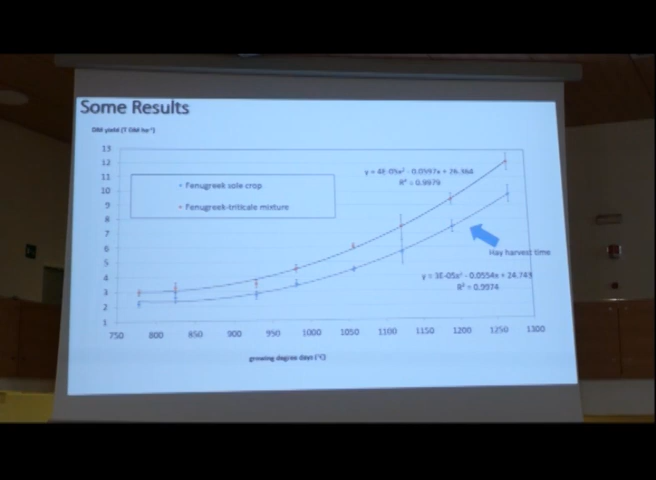 Some Results
DM yield (T DM ha⁻¹)
13
12
11
10
9
8
7
6
5
4
3
2
1
Fenugreek sole crop
Fenugreek-triticale mixture
y = 4E-05x² - 0.0597x + 26.364
R² = 0.9979
Hay harvest time
y = 3E-05x² - 0.0554x + 24.749
R² = 0.9974
750 800 850 900 950 1000 1050 1100 1150 1200 1250 1300
growing degree days (°C)